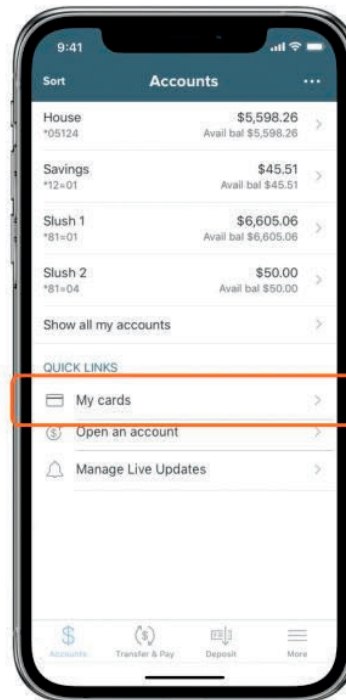 9:41
Sort Accounts ...
House $5,598.26
*05124 Avail bal $5,598.26
Savings $45.51
*12=01 Avail bal $45.51
Slush 1 $6,605.06
*81=01 Avail bal $6,605.06
Slush 2 $50.00
*81=04 Avail bal $50.00
Show all my accounts
QUICK LINKS
My cards
Open an account
Manage Live Updates
Accounts Transfer & Pay Deposit More